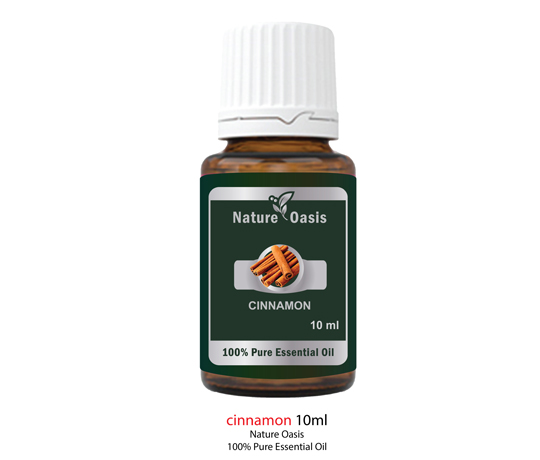 Nature Oasis
CINNAMON
10 ml
100% Pure Essential Oil
cinnamon 10ml
Nature Oasis
100% Pure Essential Oil